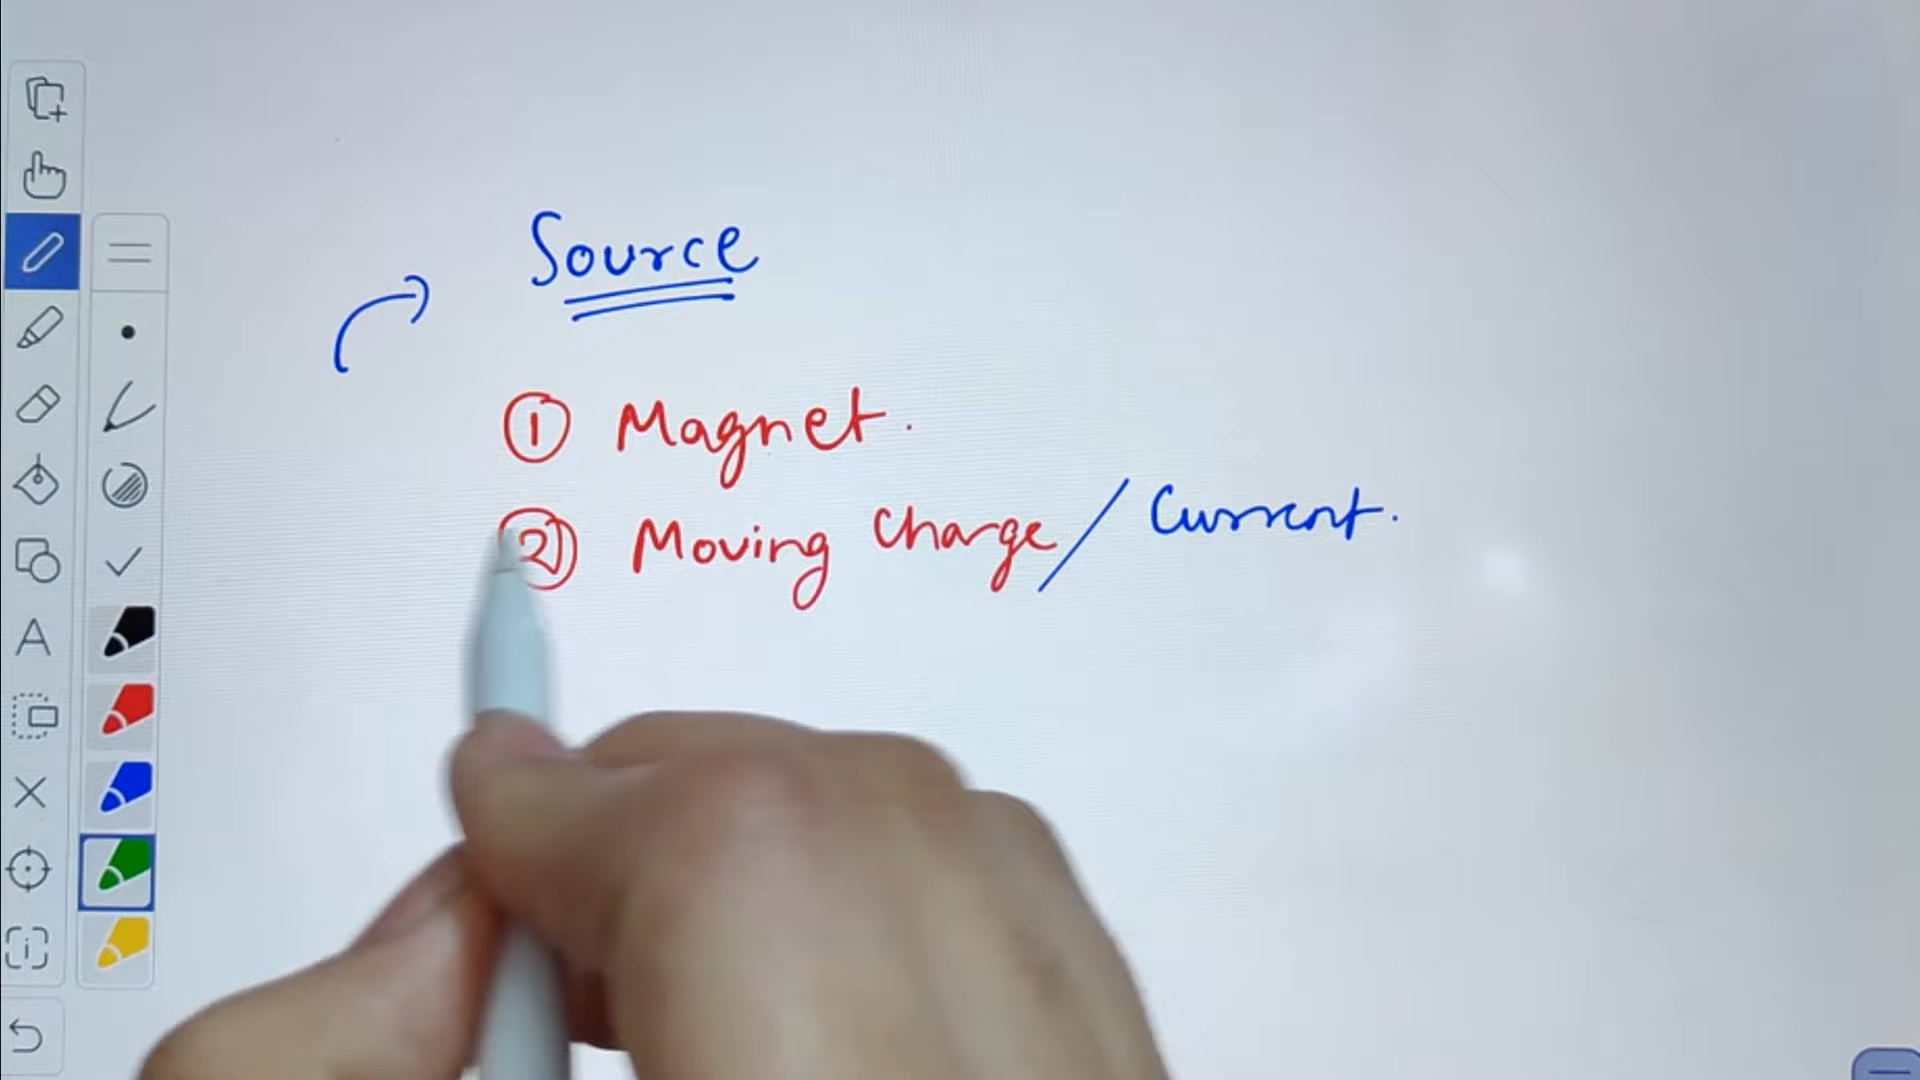 Source
① Magnet.
② Moving Charge / Current.
A